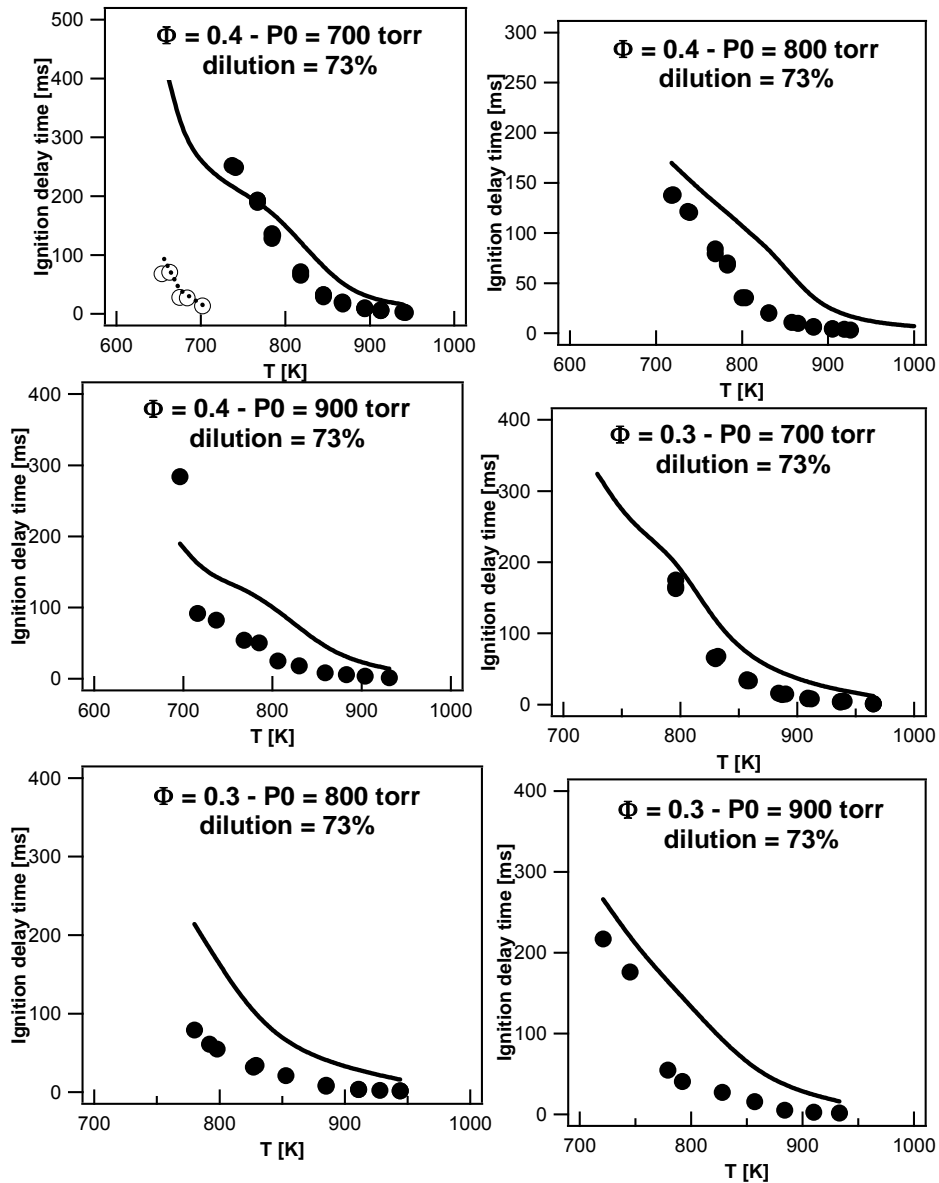 Φ = 0.4 - P0 = 700 torr
dilution = 73%
Ignition delay time [ms]
500
400
300
200
100
0
600
700
800
900
1000
T [K]
Φ = 0.4 - P0 = 800 torr
dilution = 73%
Ignition delay time [ms]
300
250
200
150
100
50
0
600
700
800
900
1000
T [K]
Φ = 0.4 - P0 = 900 torr
dilution = 73%
Ignition delay time [ms]
400
300
200
100
0
600
700
800
900
1000
T [K]
Φ = 0.3 - P0 = 700 torr
dilution = 73%
Ignition delay time [ms]
400
300
200
100
0
700
800
900
1000
T [K]
Φ = 0.3 - P0 = 800 torr
dilution = 73%
Ignition delay time [ms]
400
300
200
100
0
700
800
900
1000
T [K]
Φ = 0.3 - P0 = 900 torr
dilution = 73%
Ignition delay time [ms]
400
300
200
100
0
700
800
900
1000
T [K]